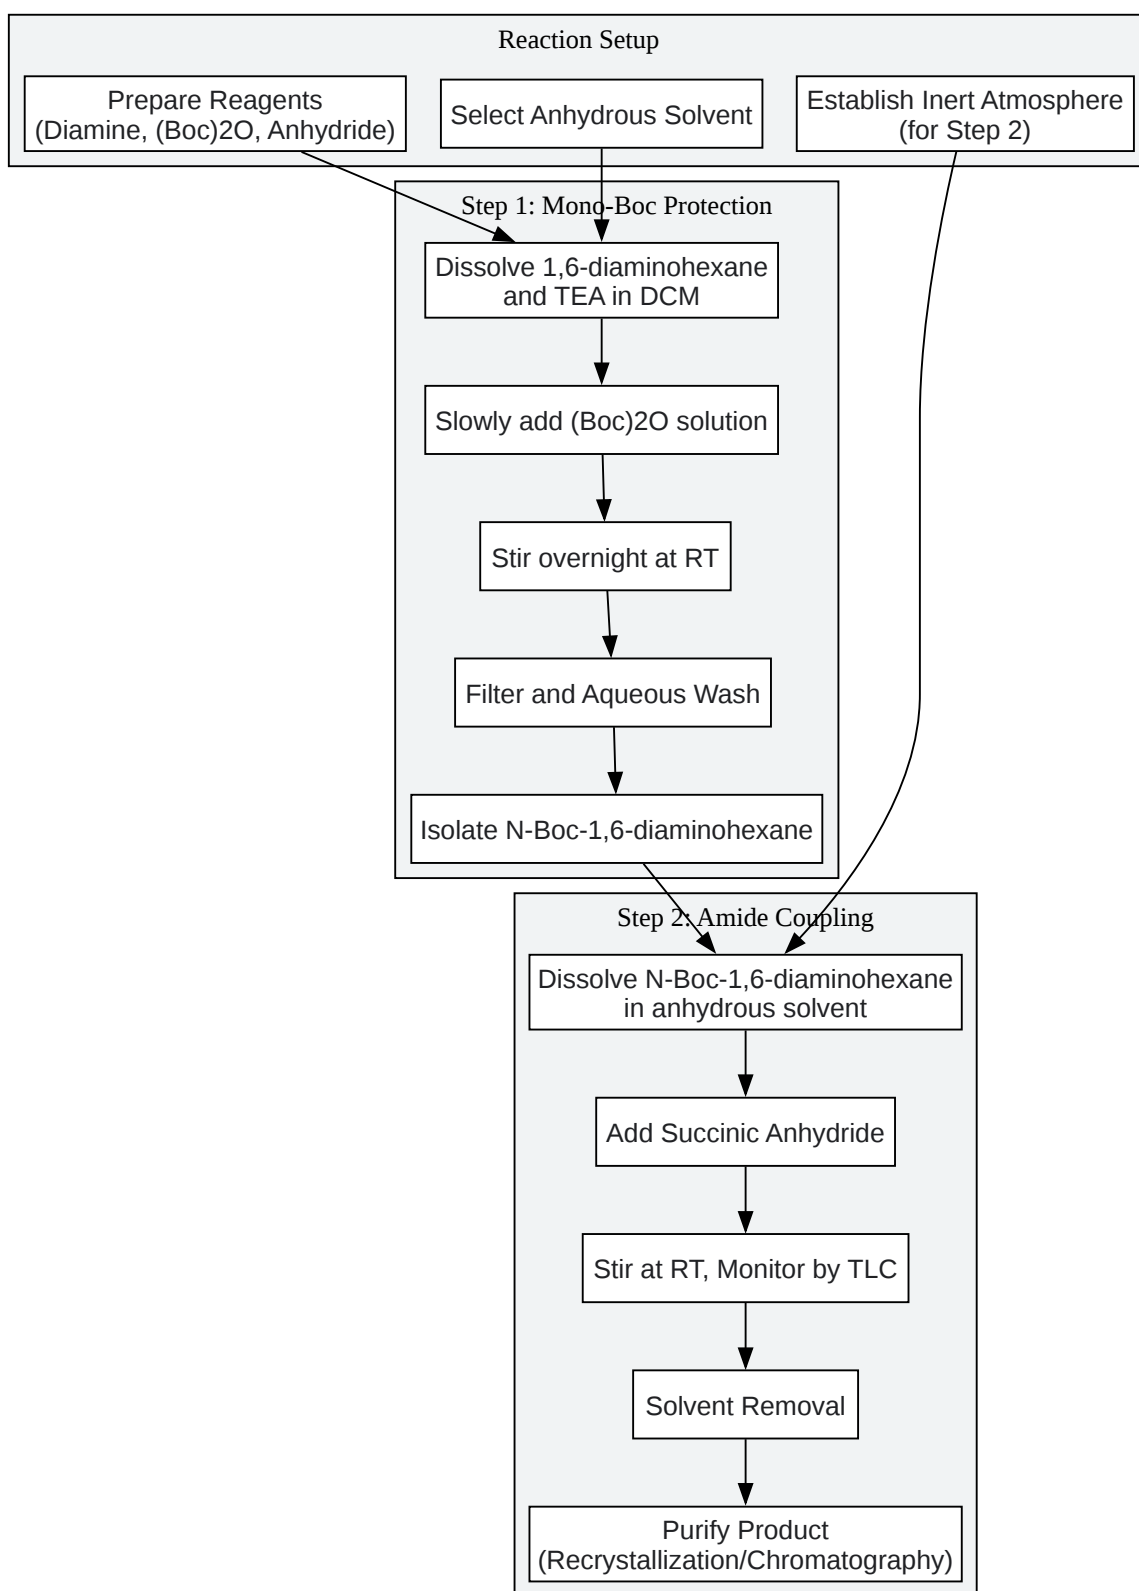 Reaction Setup
Prepare Reagents
(Diamine, (Boc)2O, Anhydride)
Select Anhydrous Solvent
Establish Inert Atmosphere
(for Step 2)
Step 1: Mono-Boc Protection
Dissolve 1,6-diaminohexane
and TEA in DCM
Slowly add (Boc)2O solution
Stir overnight at RT
Filter and Aqueous Wash
Isolate N-Boc-1,6-diaminohexane
Step 2: Amide Coupling
Dissolve N-Boc-1,6-diaminohexane
in anhydrous solvent
Add Succinic Anhydride
Stir at RT, Monitor by TLC
Solvent Removal
Purify Product
(Recrystallization/Chromatography)